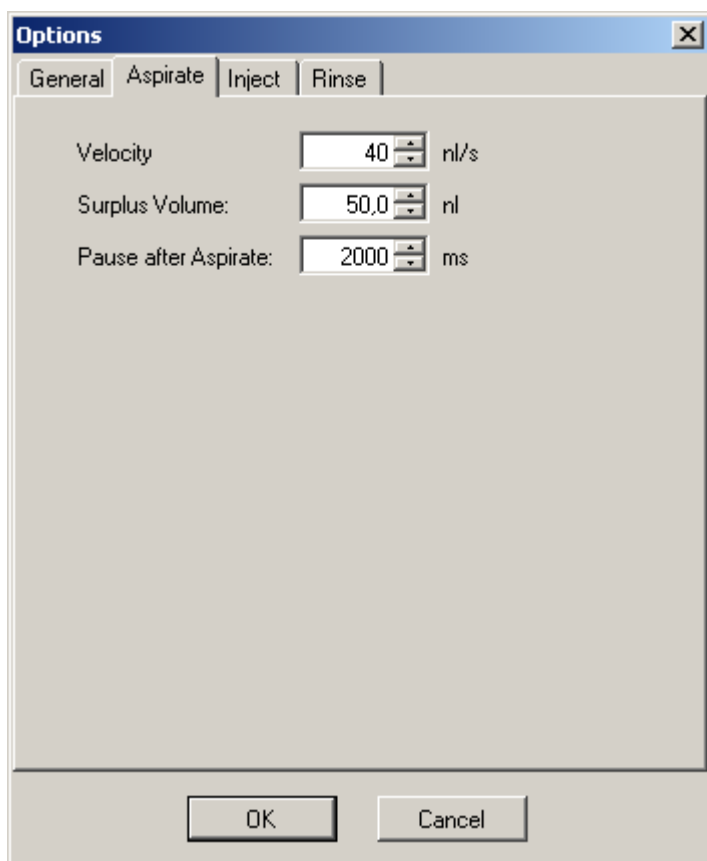 Options
General Aspirate Inject Rinse
Velocity 40 nl/s
Surplus Volume: 50,0 nl
Pause after Aspirate: 2000 ms
OK Cancel